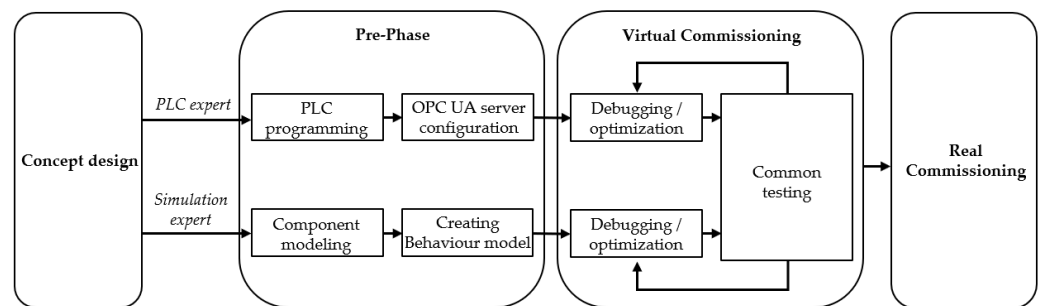 Pre-Phase
Virtual Commissioning
PLC expert
PLC
programming
OPC UA server
configuration
Debugging /
optimization
Concept design
Common
testing
Real
Commissioning
Simulation
expert
Component
modeling
Creating
Behaviour model
Debugging /
optimization